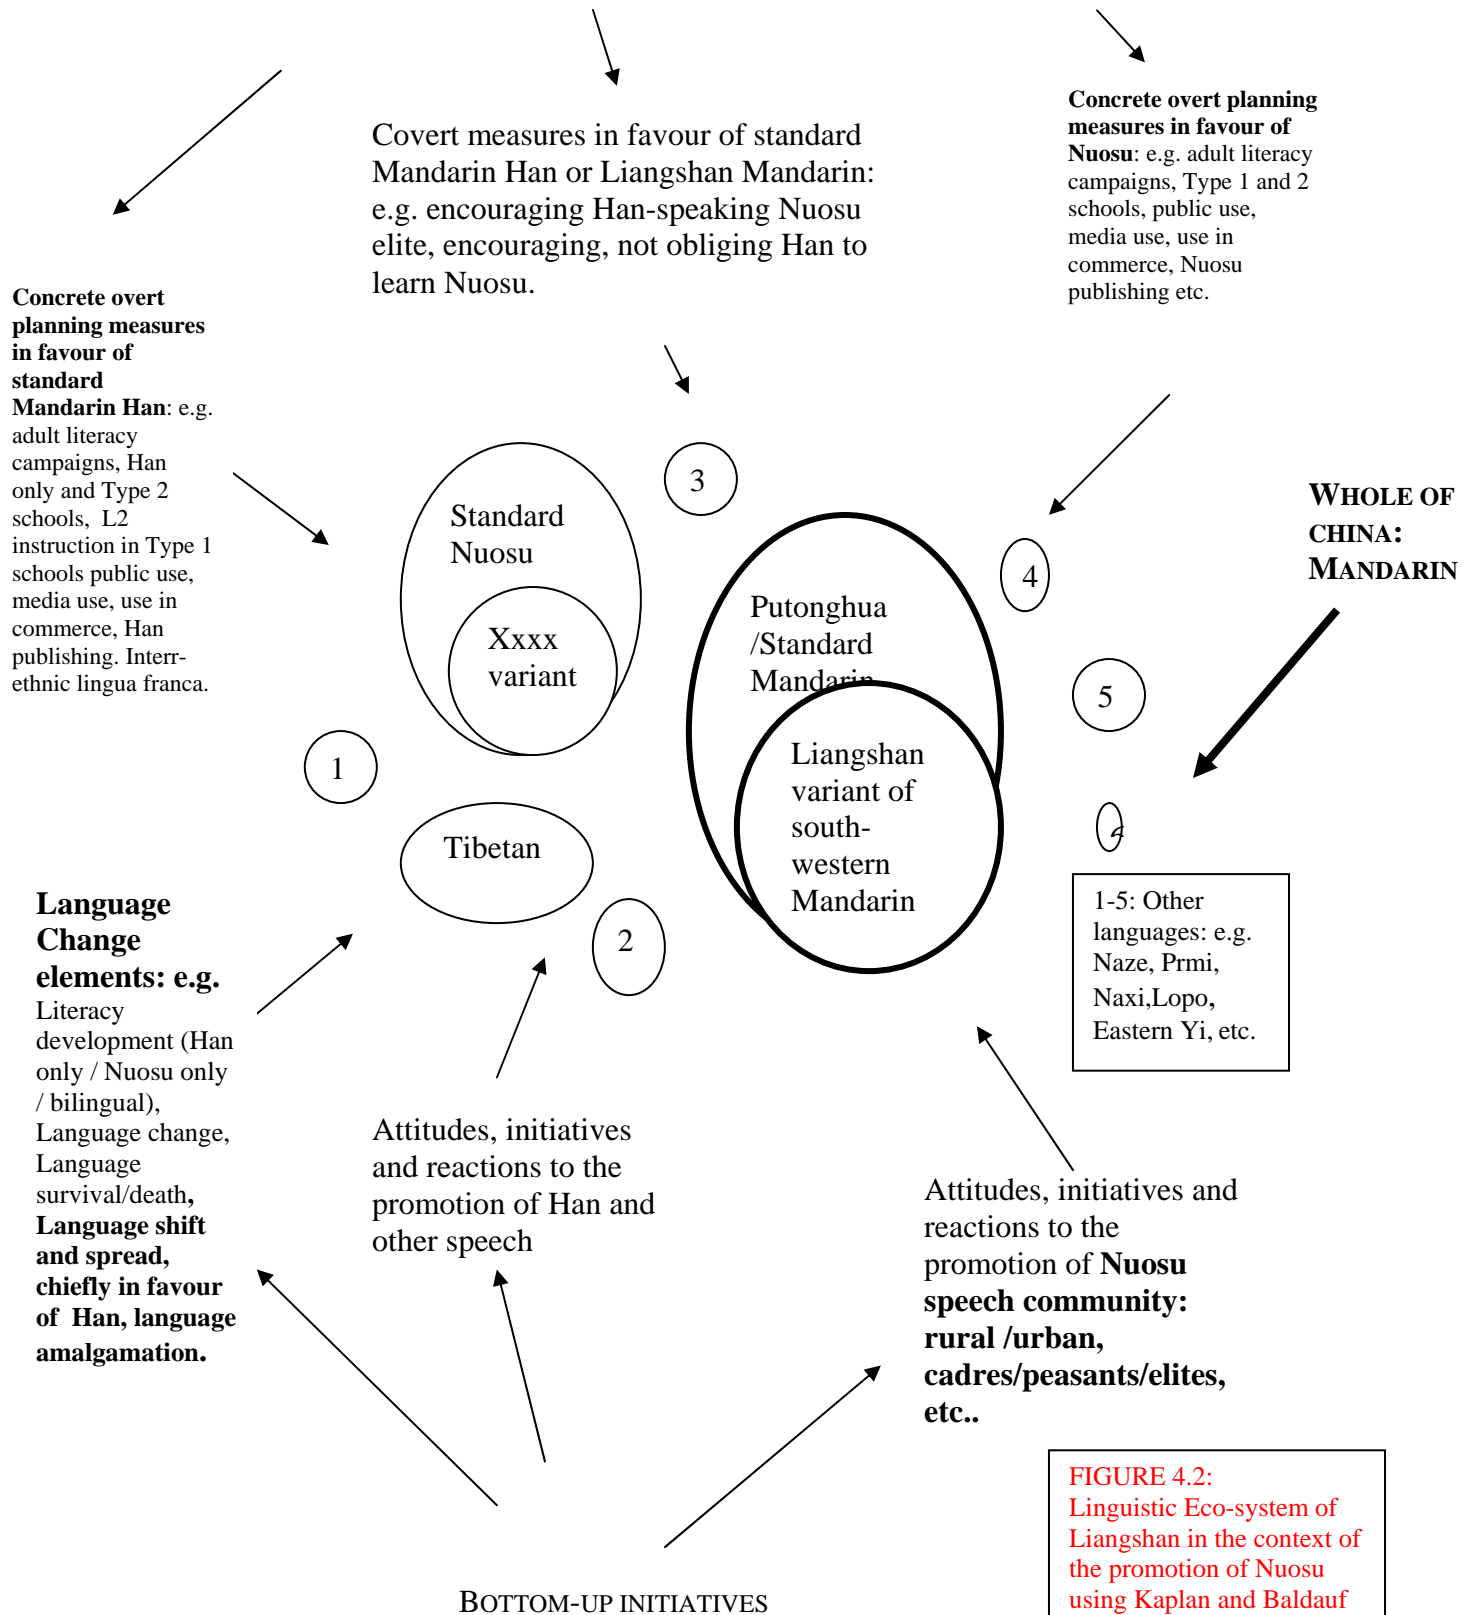 Covert measures in favour of standard
Mandarin Han or Liangshan Mandarin:
e.g. encouraging Han-speaking Nuosu
elite, encouraging, not obliging Han to
learn Nuosu.
Concrete overt planning
measures in favour of
Nuosu: e.g. adult literacy
campaigns, Type 1 and 2
schools, public use,
media use, use in
commerce, Nuosu
publishing etc.
Concrete overt
planning measures
in favour of
standard
Mandarin Han: e.g.
adult literacy
campaigns, Han
only and Type 2
schools, L2
instruction in Type 1
schools public use,
media use, use in
commerce, Han
publishing. Interr-
ethnic lingua franca.
Standard
Nuosu
Xxxx
variant
3
Putonghua
/Standard
Mandarin
Liangshan
variant of
south-
western
Mandarin
4
5
WHOLE OF
CHINA:
MANDARIN
1
Tibetan
2
1-5: Other
languages: e.g.
Naze, Prmi,
Naxi,Lopo,
Eastern Yi, etc.
Language
Change
elements: e.g.
Literacy
development (Han
only / Nuosu only
/ bilingual),
Language change,
Language
survival/death,
Language shift
and spread,
chiefly in favour
of Han, language
amalgamation.
Attitudes, initiatives
and reactions to the
promotion of Han and
other speech
Attitudes, initiatives and
reactions to the
promotion of Nuosu
speech community:
rural /urban,
cadres/peasants/elites,
etc..
BOTTOM-UP INITIATIVES
FIGURE 4.2:
Linguistic Eco-system of
Liangshan in the context of
the promotion of Nuosu
using Kaplan and Baldauf